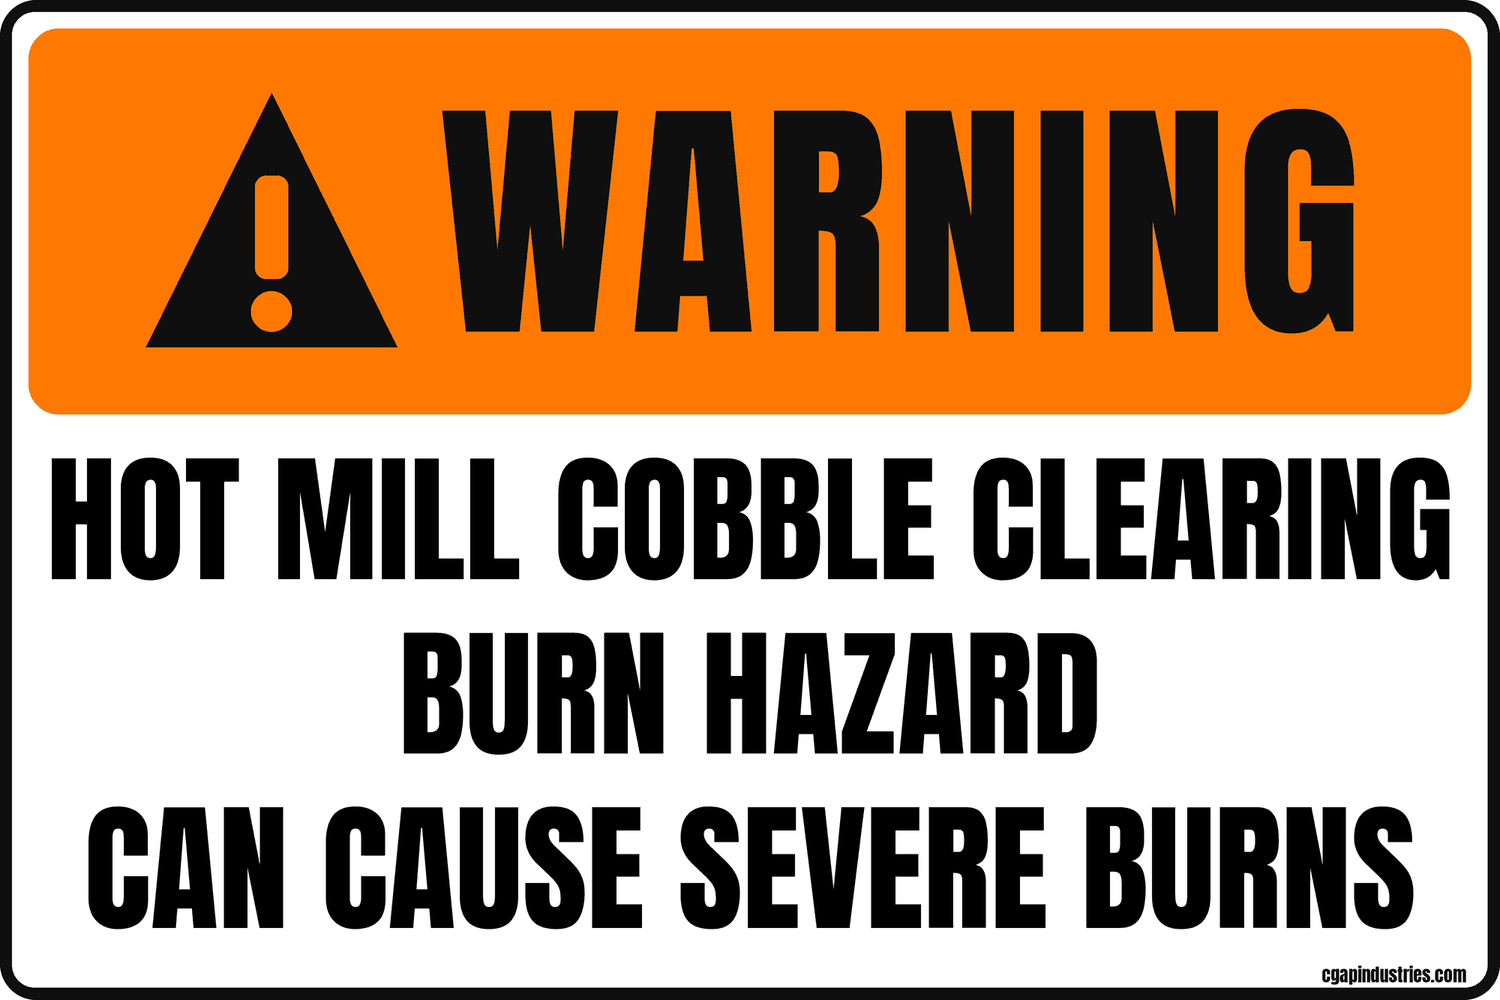 WARNING
HOT MILL COBBLE CLEARING
BURN HAZARD
CAN CAUSE SEVERE BURNS
cgapindustries.com